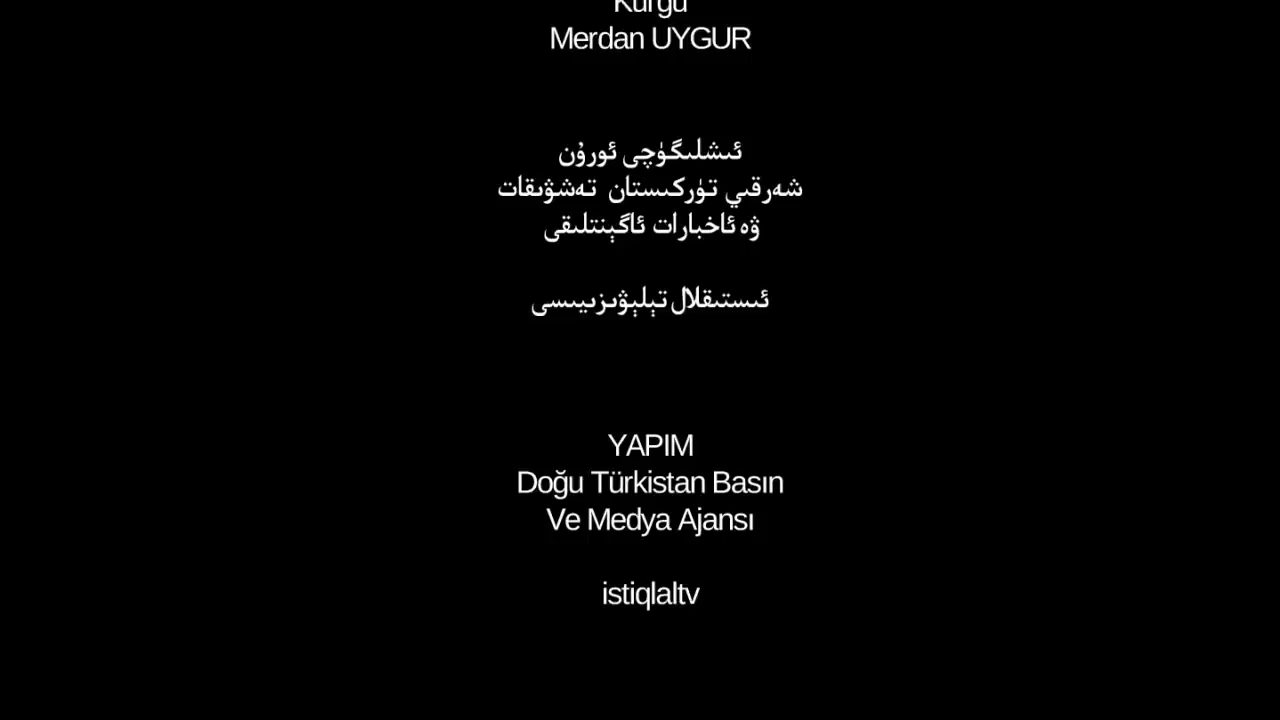 Kurgu
Merdan UYGUR
ئىشلىگۈچى ئورۇن
شەرقىي تۈركىستان تەشۋىقات
ۋە ئاخبارات ئاگېنتلىقى
ئىستىقلال تېلېۋىزىيىسى
YAPIM
Doğu Türkistan Basın
Ve Medya Ajansı
istiqlaltv